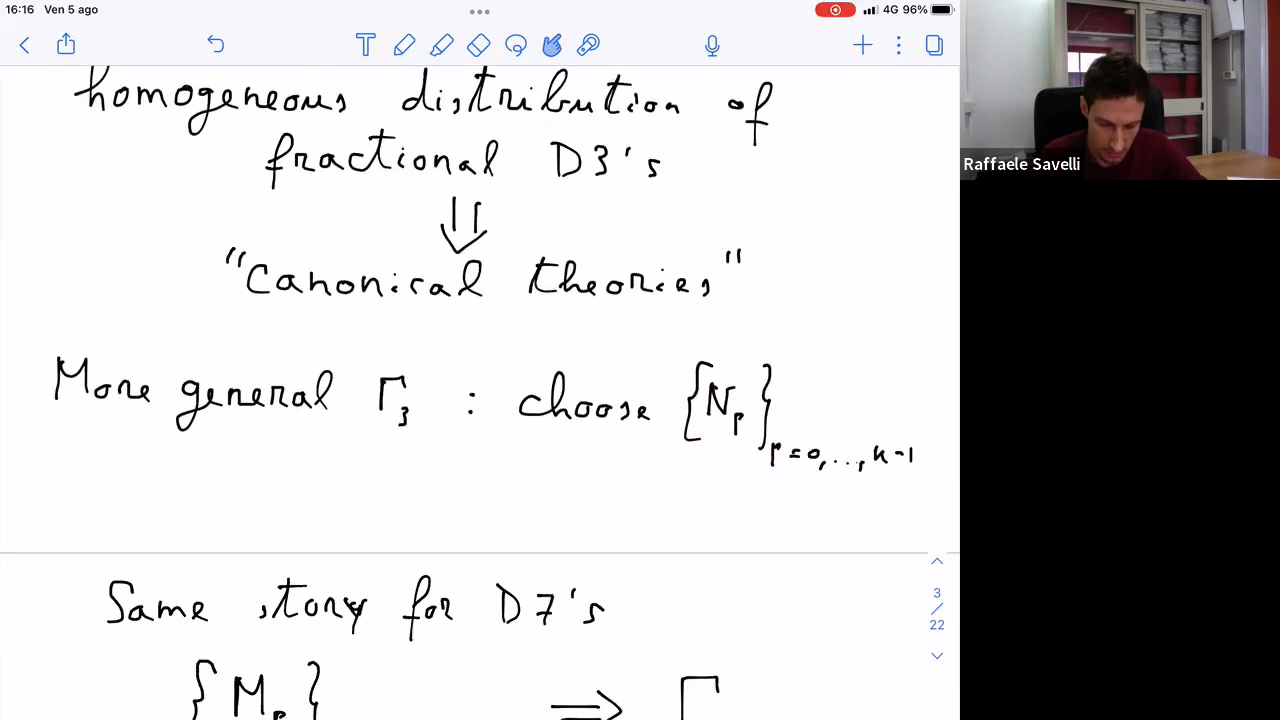 16:16 Ven 5 ago
4G 96%
homogeneous distribution of
fractional D3's
⇓
"Canonical theories"
More general Γ₃ : choose {N_p}_{p=0,...,k-1}
Same story for D7's
{M_p} ⟹ Γ
3
/
22
Raffaele Savelli